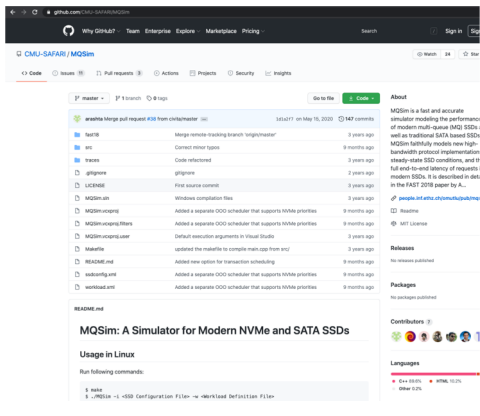 github.com/CMU-SAFARI/MQSim
Why GitHub? Team Enterprise Explore Marketplace Pricing Search Sign in
CMU-SAFARI / MQSim Watch 24 Star
Code Issues 11 Pull requests 3 Actions Projects Security Insights
master 1 branch 0 tags Go to file Code
arashta Merge pull request #38 from civita/master on May 15, 2020 147 commits
fast18 Merge remote-tracking branch 'origin/master' 3 years ago
src Correct minor typos 9 months ago
traces Code refactored 3 years ago
.gitignore gitignore 2 years ago
LICENSE First source commit 3 years ago
MQSim.sln Windows compilation files 3 years ago
MQSim.vcxproj Added a separate OOO scheduler that supports NVMe priorities 9 months ago
MQSim.vcxproj.filters Added a separate OOO scheduler that supports NVMe priorities 9 months ago
MQSim.vcxproj.user Default execution arguments in Visual Studio 3 years ago
Makefile updated the makefile to compile main.cpp from src/ 3 years ago
README.md Added new option for transaction scheduling 9 months ago
ssdconfig.xml Added a separate OOO scheduler that supports NVMe priorities 9 months ago
workload.xml Added a separate OOO scheduler that supports NVMe priorities 9 months ago
README.md
MQSim: A Simulator for Modern NVMe and SATA SSDs
Usage in Linux
Run following commands:
$ make
$ ./MQSim -i <SSD Configuration File> -w <Workload Definition File>
About
MQSim is a fast and accurate
simulator modeling the performance
of modern multi-queue (MQ) SSDs
well as traditional SATA based SSDs
MQSim faithfully models new high-
bandwidth protocol implementation
steady-state SSD conditions, and
full end-to-end latency of requests
modern SSDs. It is described in
in the FAST 2018 paper by A...
people.inf.ethz.ch/omutlu/pub/mq
Readme
MIT License
Releases
No releases published
Packages
No packages published
Contributors 7
Languages
C++ 89.6% HTML 10.2%
Other 0.2%